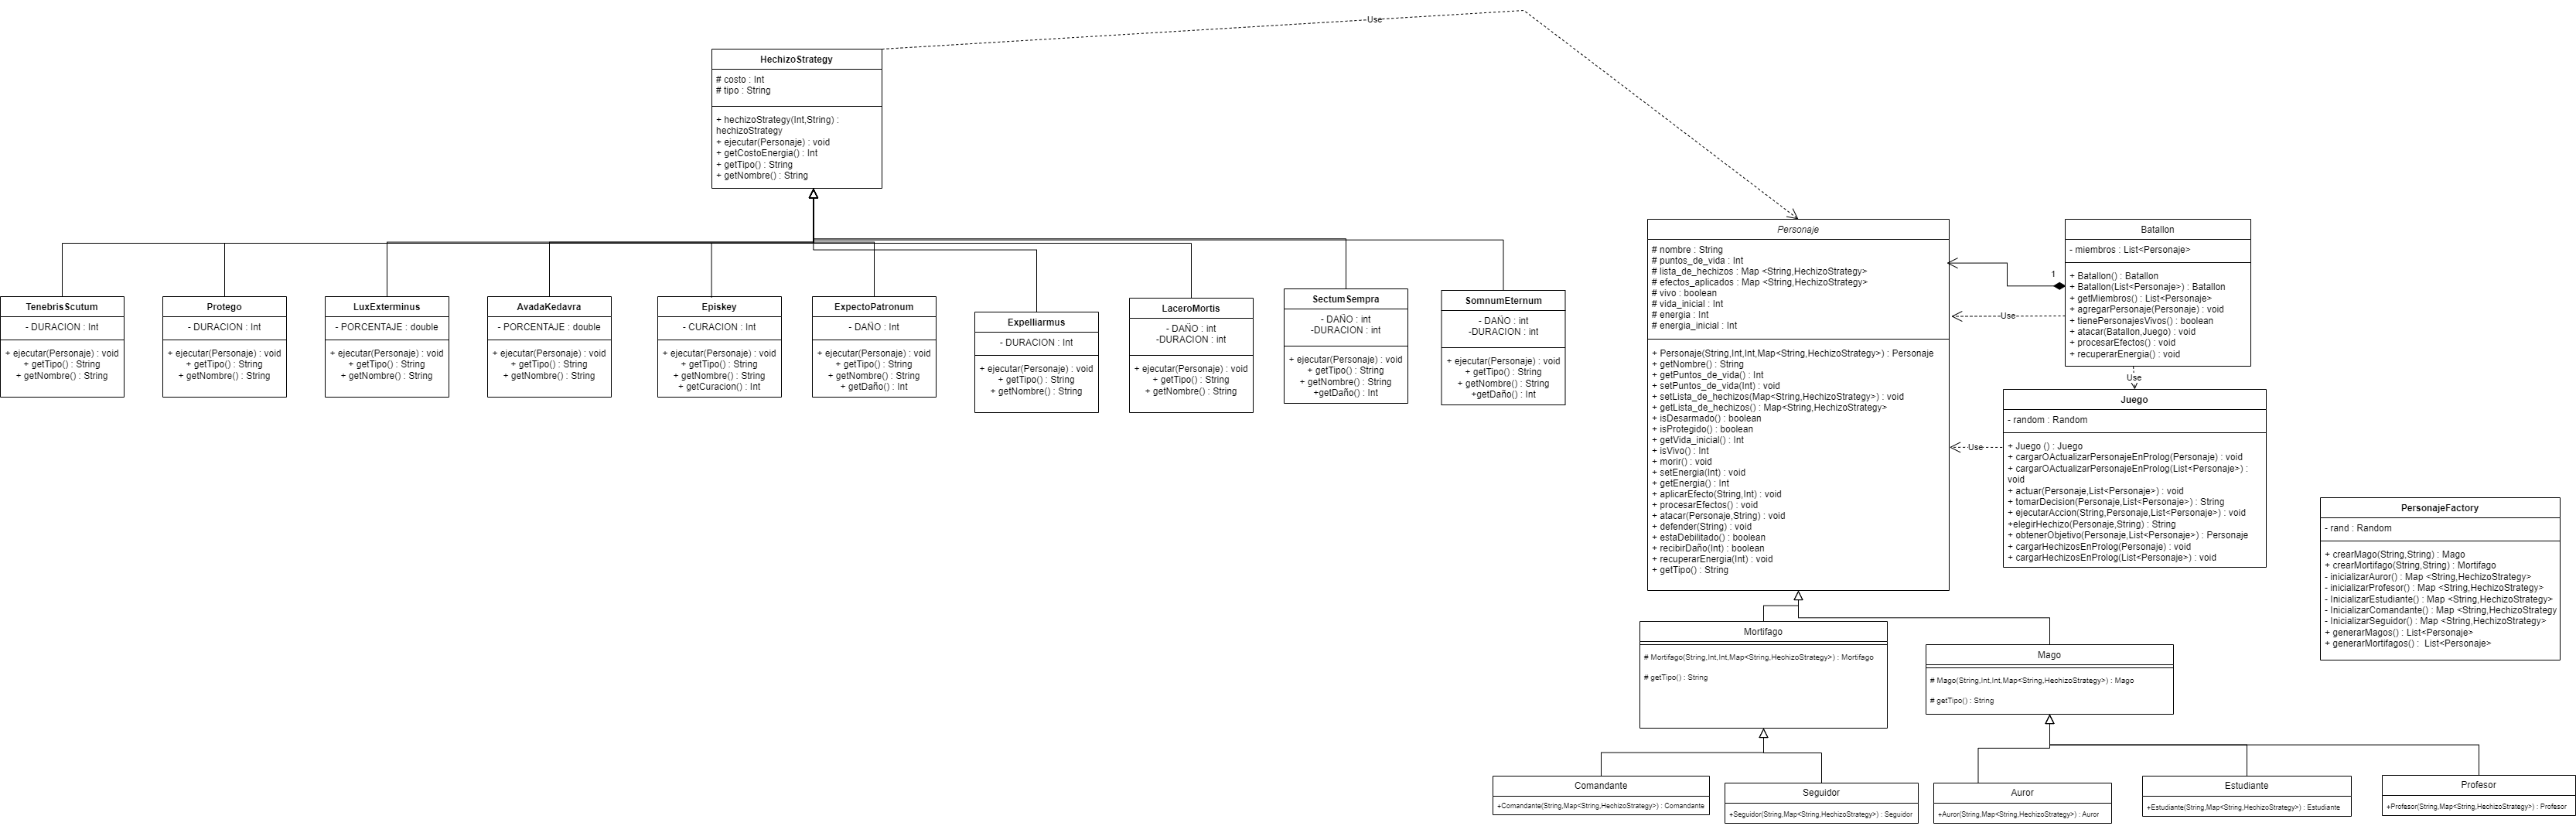 Use
HechizoStrategy
# costo : Int
# tipo : String
+ hechizoStrategy(Int,String) :
hechizoStrategy
+ ejecutar(Personaje) : void
+ getCostoEnergia() : Int
+ getTipo() : String
+ getNombre() : String
TenebrisScutum
- DURACION : Int
+ ejecutar(Personaje) : void
+ getTipo() : String
+ getNombre() : String
Protego
- DURACION : Int
+ ejecutar(Personaje) : void
+ getTipo() : String
+ getNombre() : String
LuxExterminus
- PORCENTAJE : double
+ ejecutar(Personaje) : void
+ getTipo() : String
+ getNombre() : String
AvadaKedavra
- PORCENTAJE : double
+ ejecutar(Personaje) : void
+ getTipo() : String
+ getNombre() : String
Episkey
- CURACION : Int
+ ejecutar(Personaje) : void
+ getTipo() : String
+ getNombre() : String
+ getCuracion() : Int
ExpectoPatronum
- DAÑO : Int
+ ejecutar(Personaje) : void
+ getTipo() : String
+ getNombre() : String
+ getDaño() : Int
Expelliarmus
- DURACION : Int
+ ejecutar(Personaje) : void
+ getTipo() : String
+ getNombre() : String
LaceroMortis
- DAÑO : int
-DURACION : int
+ ejecutar(Personaje) : void
+ getTipo() : String
+ getNombre() : String
SectumSempra
- DAÑO : int
-DURACION : int
+ ejecutar(Personaje) : void
+ getTipo() : String
+ getNombre() : String
+getDaño() : Int
SomnumEternum
- DAÑO : int
-DURACION : int
+ ejecutar(Personaje) : void
+ getTipo() : String
+ getNombre() : String
+getDaño() : Int
Personaje
# nombre : String
# puntos_de_vida : Int
# lista_de_hechizos : Map <String,HechizoStrategy>
# efectos_aplicados : Map <String,HechizoStrategy>
# vivo : boolean
# vida_inicial : Int
# energia : Int
# energia_inicial : Int
+ Personaje(String,Int,Int,Map<String,HechizoStrategy>) : Personaje
+ getNombre() : String
+ getPuntos_de_vida() : Int
+ setPuntos_de_vida(Int) : void
+ setLista_de_hechizos(Map<String,HechizoStrategy>) : void
+ getLista_de_hechizos() : Map<String,HechizoStrategy>
+ isDesarmado() : boolean
+ isProtegido() : boolean
+ getVida_inicial() : Int
+ isVivo() : Int
+ morir() : void
+ setEnergia(Int) : void
+ getEnergia() : Int
+ aplicarEfecto(String,Int) : void
+ procesarEfectos() : void
+ atacar(Personaje,String) : void
+ defender(String) : void
+ estaDebilitado() : boolean
+ recibirDaño(Int) : boolean
+ recuperarEnergia(Int) : void
+ getTipo() : String
1
Use
Batallon
- miembros : List<Personaje>
+ Batallon() : Batallon
+ Batallon(List<Personaje>) : Batallon
+ getMiembros() : List<Personaje>
+ agregarPersonaje(Personaje) : void
+ tienePersonajesVivos() : boolean
+ atacar(Batallon,Juego) : void
+ procesarEfectos() : void
+ recuperarEnergia() : void
Use
Use
Juego
- random : Random
+ Juego () : Juego
+ cargarOActualizarPersonajeEnProlog(Personaje) : void
+ cargarOActualizarPersonajeEnProlog(List<Personaje>) :
void
+ actuar(Personaje,List<Personaje>) : void
+ tomarDecision(Personaje,List<Personaje>) : String
+ ejecutarAccion(String,Personaje,List<Personaje>) : void
+elegirHechizo(Personaje,String) : String
+ obtenerObjetivo(Personaje,List<Personaje>) : Personaje
+ cargarHechizosEnProlog(Personaje) : void
+ cargarHechizosEnProlog(List<Personaje>) : void
PersonajeFactory
- rand : Random
+ crearMago(String,String) : Mago
+ crearMortifago(String,String) : Mortifago
- inicializarAuror() : Map <String,HechizoStrategy>
- inicializarProfesor() : Map <String,HechizoStrategy>
- InicializarEstudiante() : Map <String,HechizoStrategy>
- InicializarComandante() : Map <String,HechizoStrategy
- InicializarSeguidor() : Map <String,HechizoStrategy>
+ generarMagos() : List<Personaje>
+ generarMortifagos() : List<Personaje>
Mortifago
# Mortifago(String,Int,Int,Map<String,HechizoStrategy>) : Mortifago
# getTipo() : String
Mago
# Mago(String,Int,Int,Map<String,HechizoStrategy>) : Mago
# getTipo() : String
Comandante
+Comandante(String,Map<String,HechizoStrategy>) : Comandante
Seguidor
+Seguidor(String,Map<String,HechizoStrategy>) : Seguidor
Auror
+Auror(String,Map<String,HechizoStrategy>) : Auror
Estudiante
+Estudiante(String,Map<String,HechizoStrategy>) : Estudiante
Profesor
+Profesor(String,Map<String,HechizoStrategy>) : Profesor